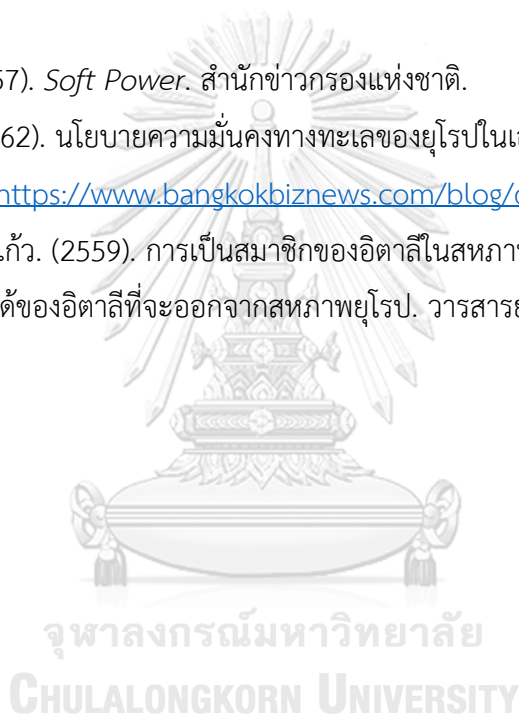 57). Soft Power. สำนักข่าวกรองแห่งชาติ.
62). นโยบายความมั่นคงทางทะเลของยุโรปใน
https://www.bangkokbiznews.com/blog/
แก้ว. (2559). การเป็นสมาชิกของอิตาลีในสหภา
ได้ของอิตาลีที่จะออกจากสหภาพยุโรป. วารสาร
จุฬาลงกรณ์มหาวิทยาลัย
CHULALONGKORN UNIVERSITY